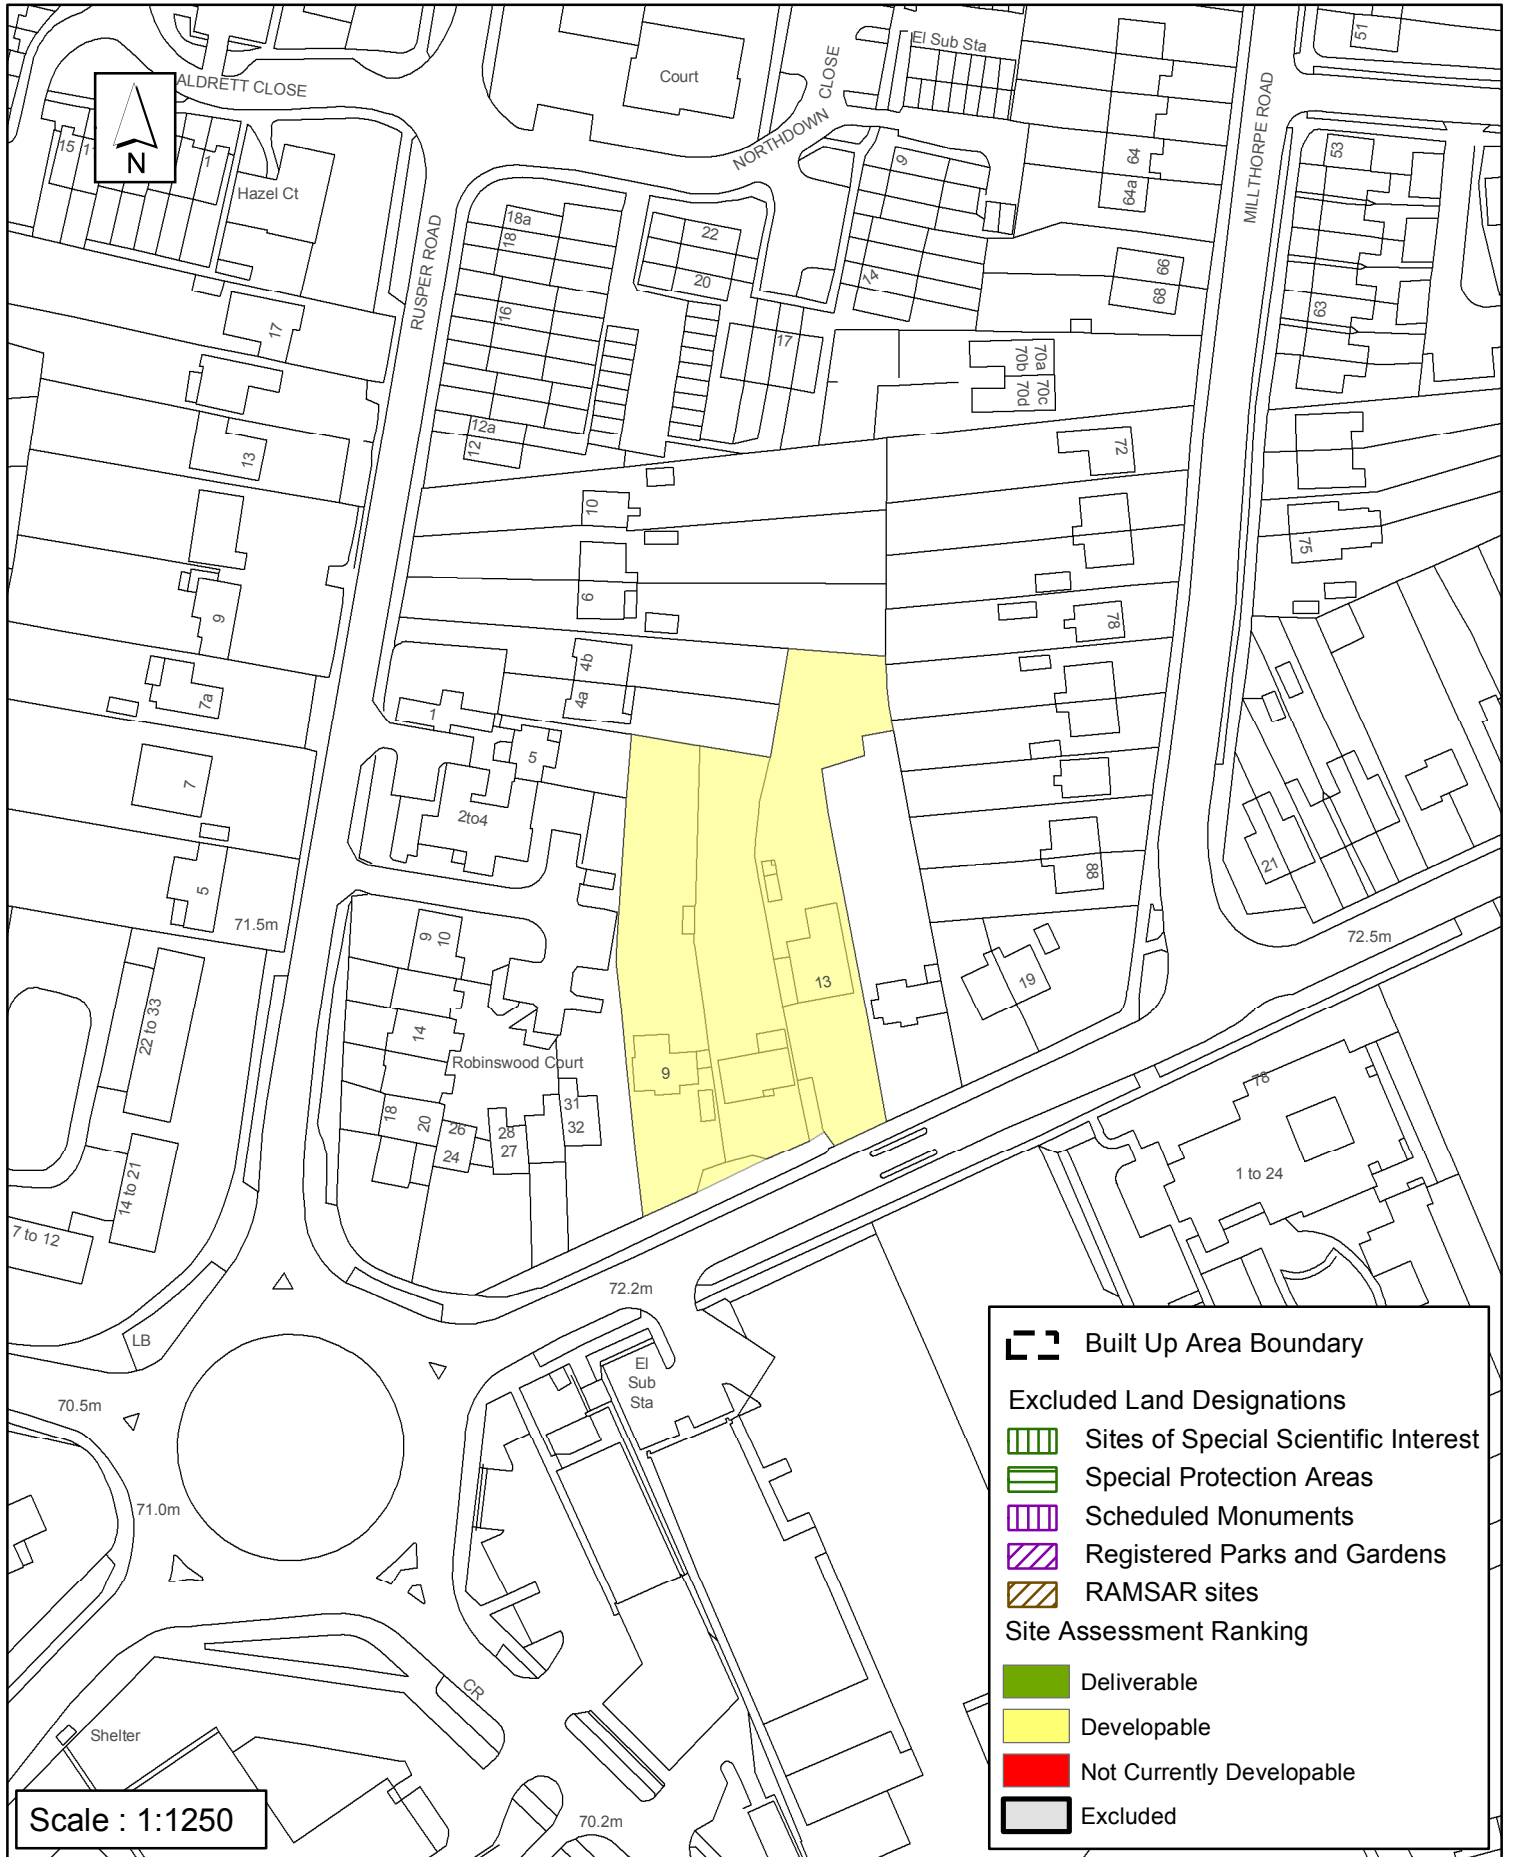 51
El Sub Sta
Court
CLOSE
ALDRETT CLOSE
NORTHDOWN
MILLTHORPE ROAD
15
1
N
Hazel Ct
9
64
64a
53
RUSPER ROAD
18a
18
22
20
14
66
68
63
17
16
17
70a
70b
70c
70d
12a
12
13
72
10
75
6
9
78
4b
4a
7a
1
5
7
2to4
21
88
5
71.5m
9
10
72.5m
13
19
22 to 33
14
Robinswood Court
9
78
18
20
26
24
28
27
31
32
14 to 21
1 to 24
7 to 12
72.2m
LB
El
Sub
Sta
70.5m
71.0m
CR
Shelter
70.2m
Scale : 1:1250
Built Up Area Boundary
Excluded Land Designations
Sites of Special Scientific Interest
Special Protection Areas
Scheduled Monuments
Registered Parks and Gardens
RAMSAR sites
Site Assessment Ranking
Deliverable
Developable
Not Currently Developable
Excluded